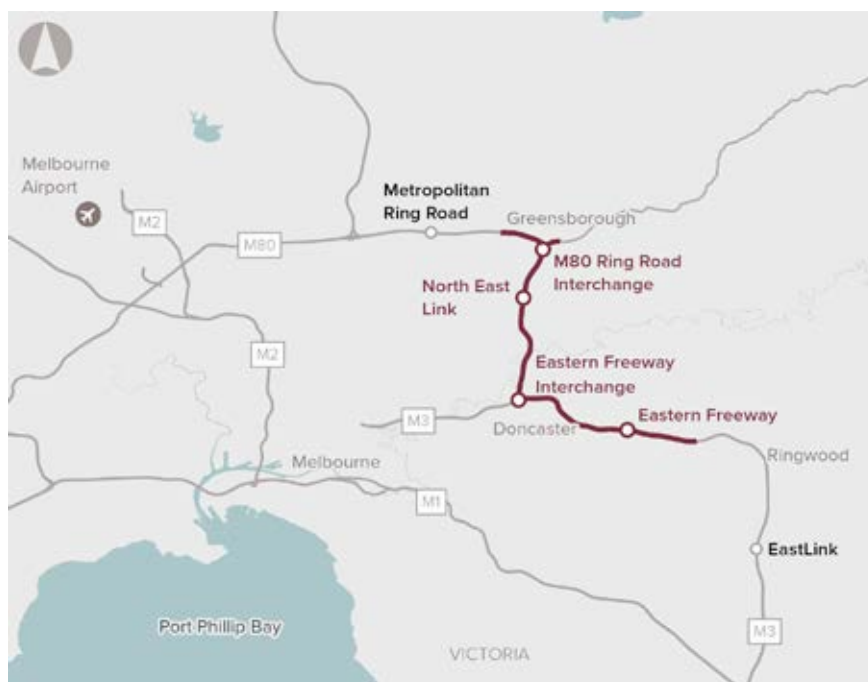 Melbourne
Airport
M2
M80
Metropolitan
Ring Road
Greensborough
M80 Ring Road
Interchange
North East
Link
M2
Eastern Freeway
Interchange
M3
Doncaster
Eastern Freeway
Ringwood
Melbourne
M1
EastLink
Port Phillip Bay
M3
VICTORIA